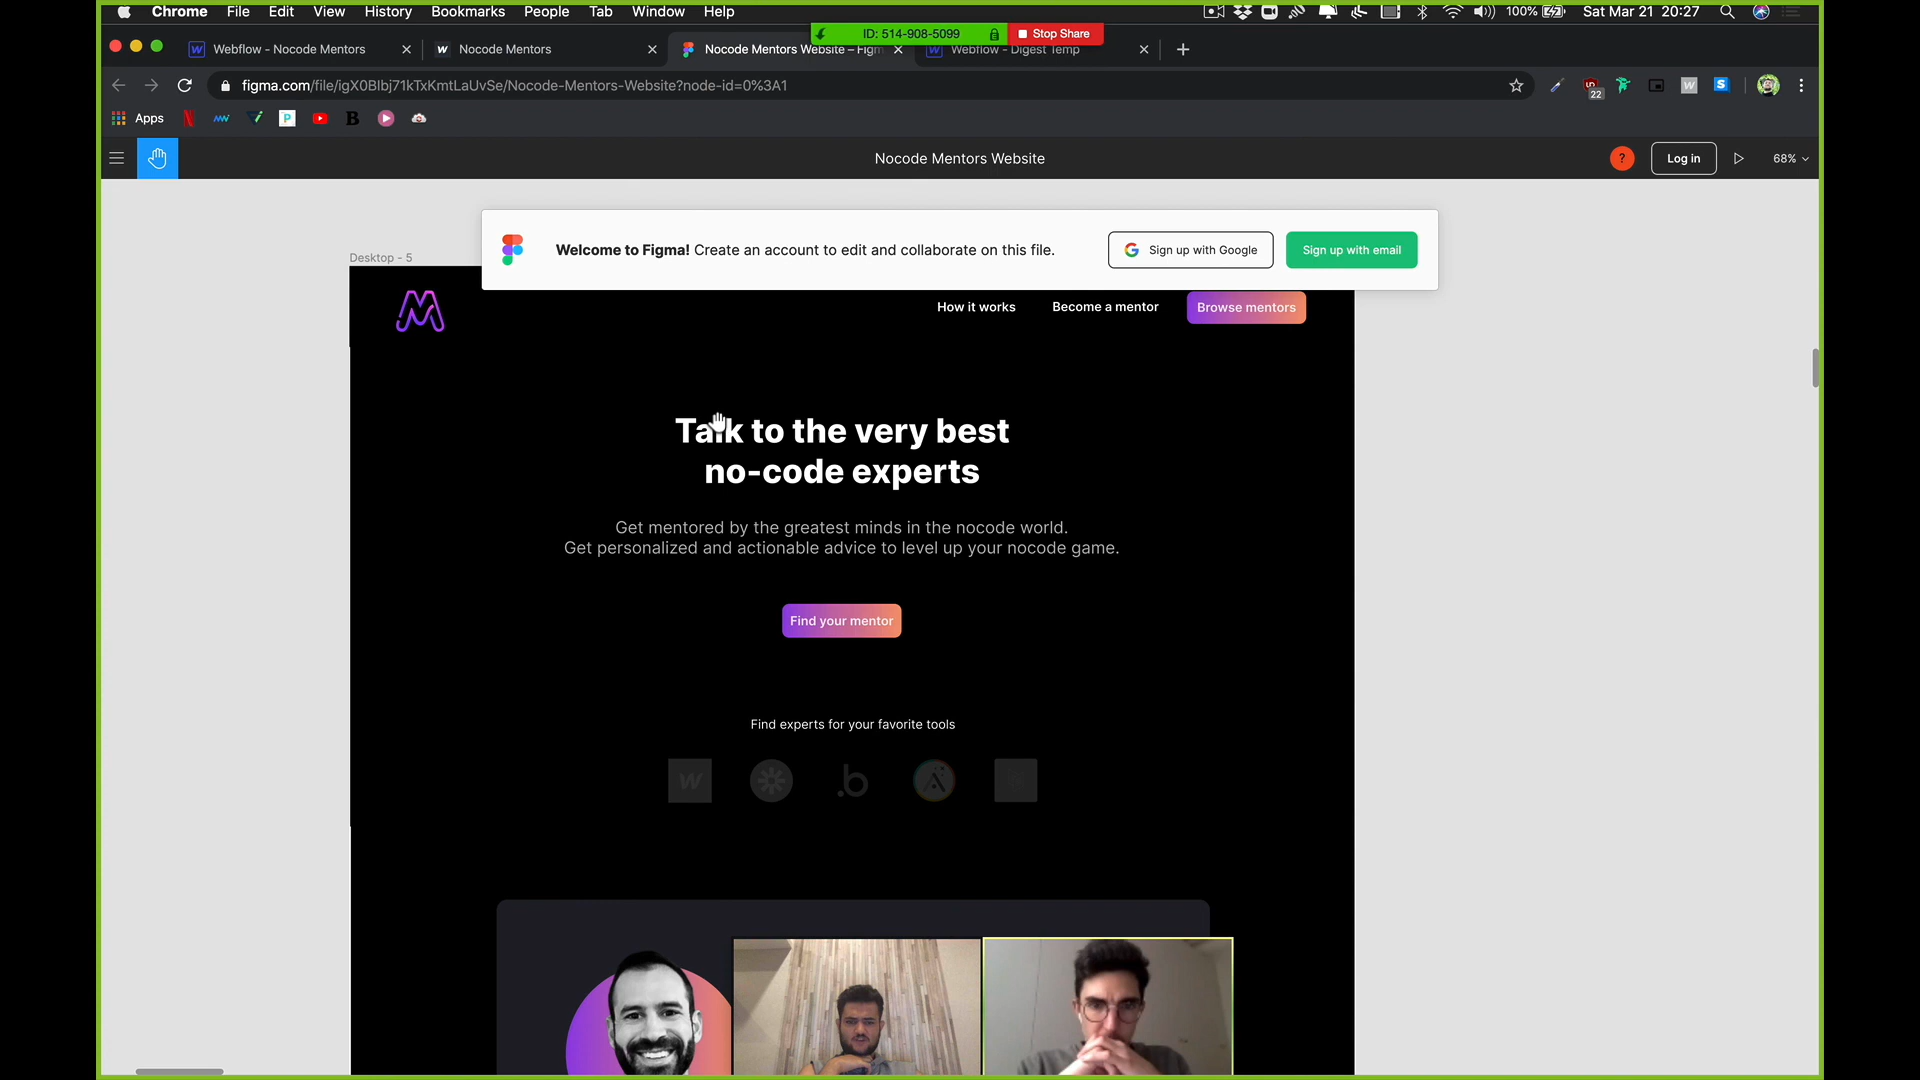 Chrome File Edit View History Bookmarks People Tab Window Help
100% Sat Mar 21 20:27
ID: 514-908-5099 Stop Share
Webflow - Nocode Mentors
Nocode Mentors
Nocode Mentors Website – Figm
Webflow - Digest Temp
figma.com/file/igX0BIbj71kTxKmtLaUvSe/Nocode-Mentors-Website?node-id=0%3A1
22
Apps
Nocode Mentors Website
? Log in 68%
Welcome to Figma! Create an account to edit and collaborate on this file.
Sign up with Google
Sign up with email
Desktop - 5
How it works Become a mentor Browse mentors
Talk to the very best
no-code experts
Get mentored by the greatest minds in the nocode world.
Get personalized and actionable advice to level up your nocode game.
Find your mentor
Find experts for your favorite tools